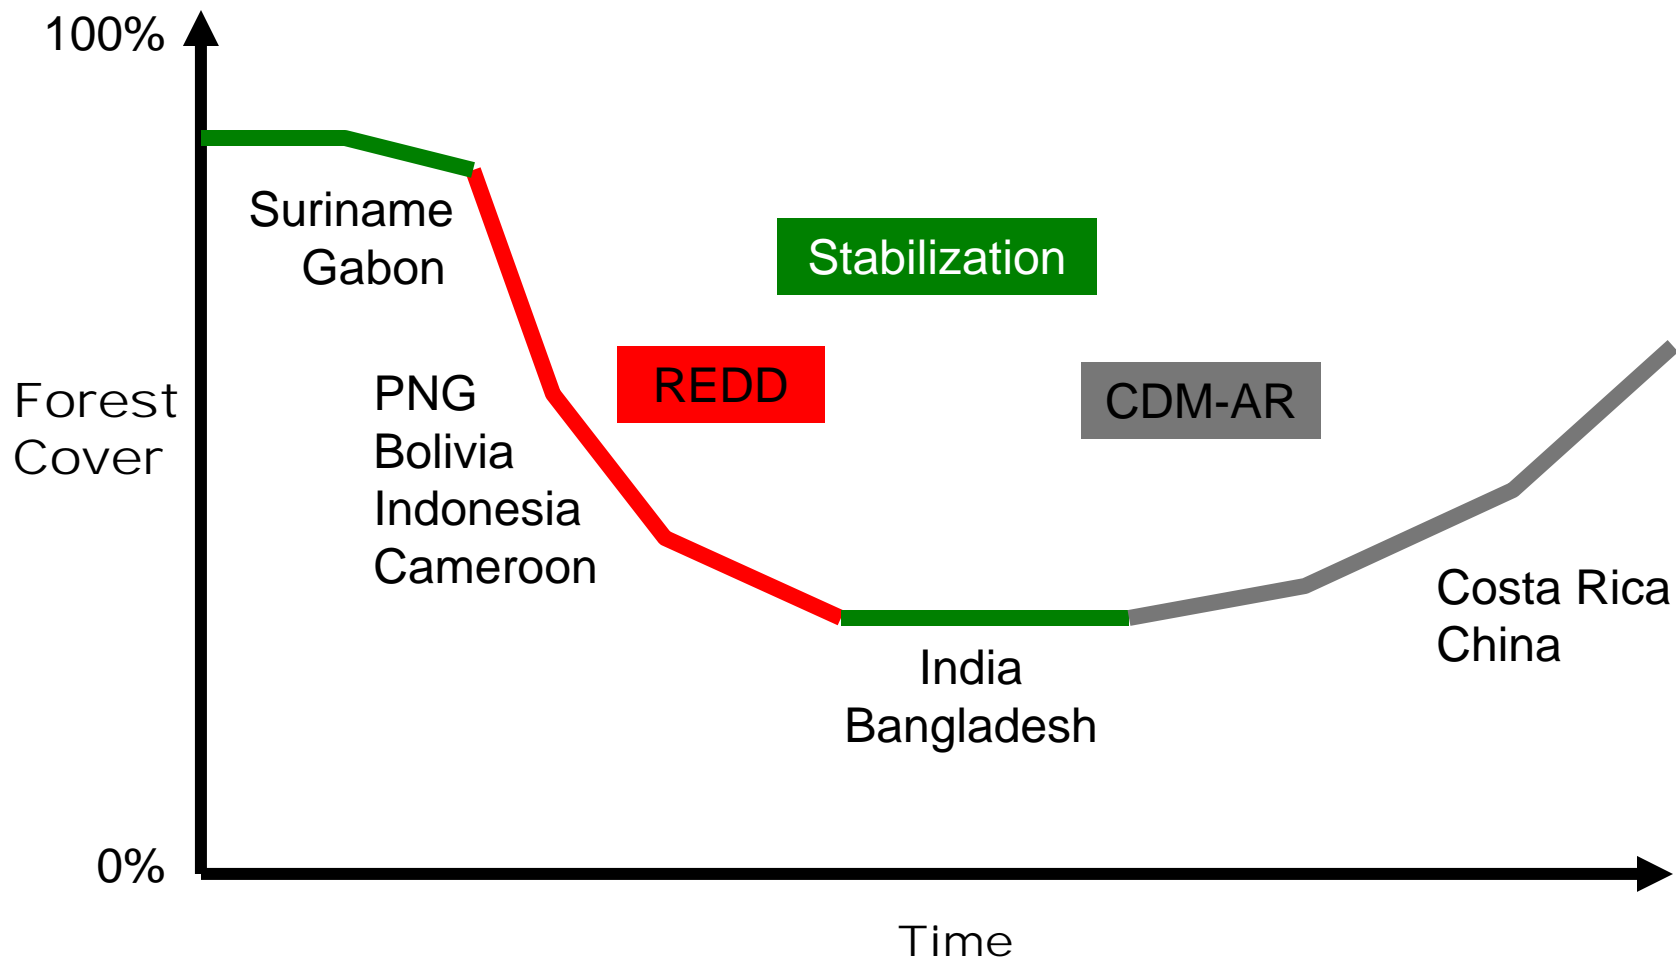 100%
Suriname
Gabon
Stabilization
REDD
CDM-AR
Forest
Cover
PNG
Bolivia
Indonesia
Cameroon
Costa Rica
China
India
Bangladesh
0%
Time